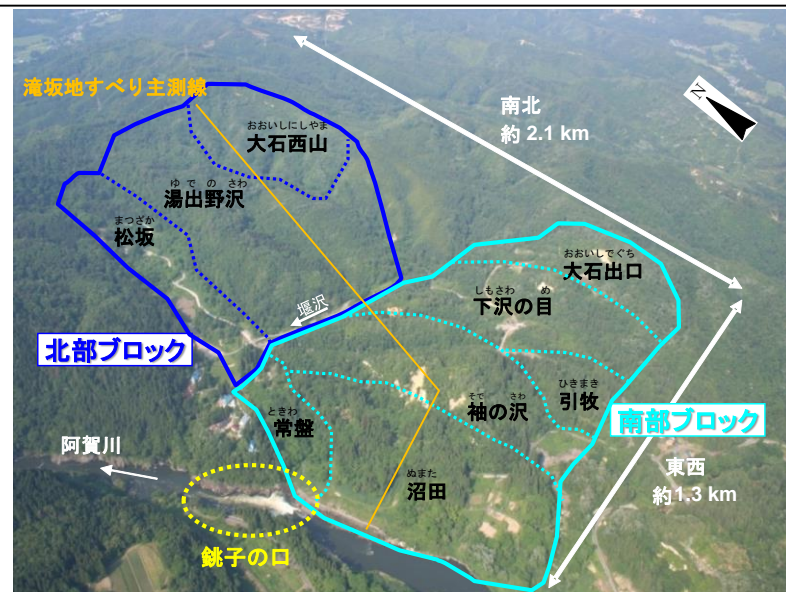 滝坂地すべり主測線
おおいしにしやま
大石西山
ゆでのさわ
湯出野沢
まつざか
松坂
北部ブロック
堰沢
南北
約 2.1 km
N
おおいしでぐち
大石出口
しもさわ め
下沢の目
ひきまき
引牧
そで さわ
袖の沢
南部ブロック
ときわ
常盤
ぬまた
沼田
東西
約1.3 km
阿賀川
銚子の口